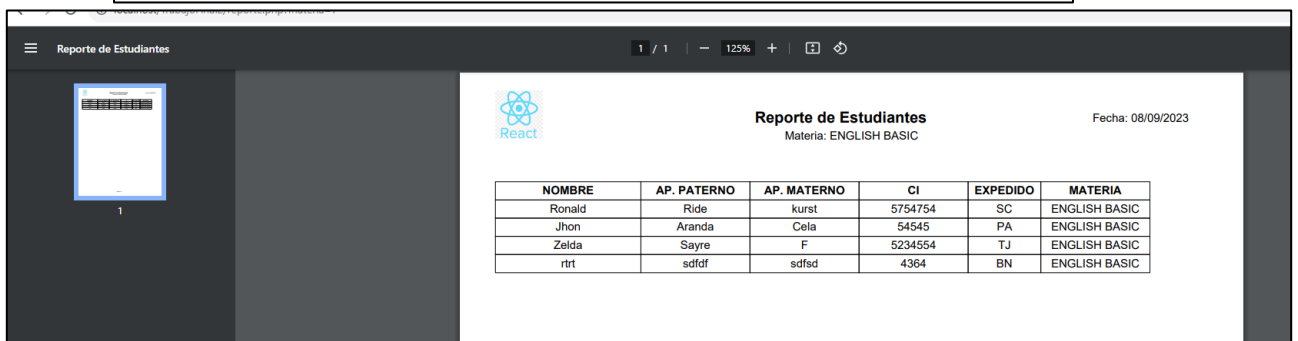 Reporte de Estudiantes
1 / 1 | − 125% + |
1
React
Reporte de Estudiantes
Materia: ENGLISH BASIC
Fecha: 08/09/2023
NOMBRE AP. PATERNO AP. MATERNO CI EXPEDIDO MATERIA
Ronald Ride kurst 5754754 SC ENGLISH BASIC
Jhon Aranda Cela 54545 PA ENGLISH BASIC
Zelda Sayre F 5234554 TJ ENGLISH BASIC
rtrt sdfdf sdfsd 4364 BN ENGLISH BASIC